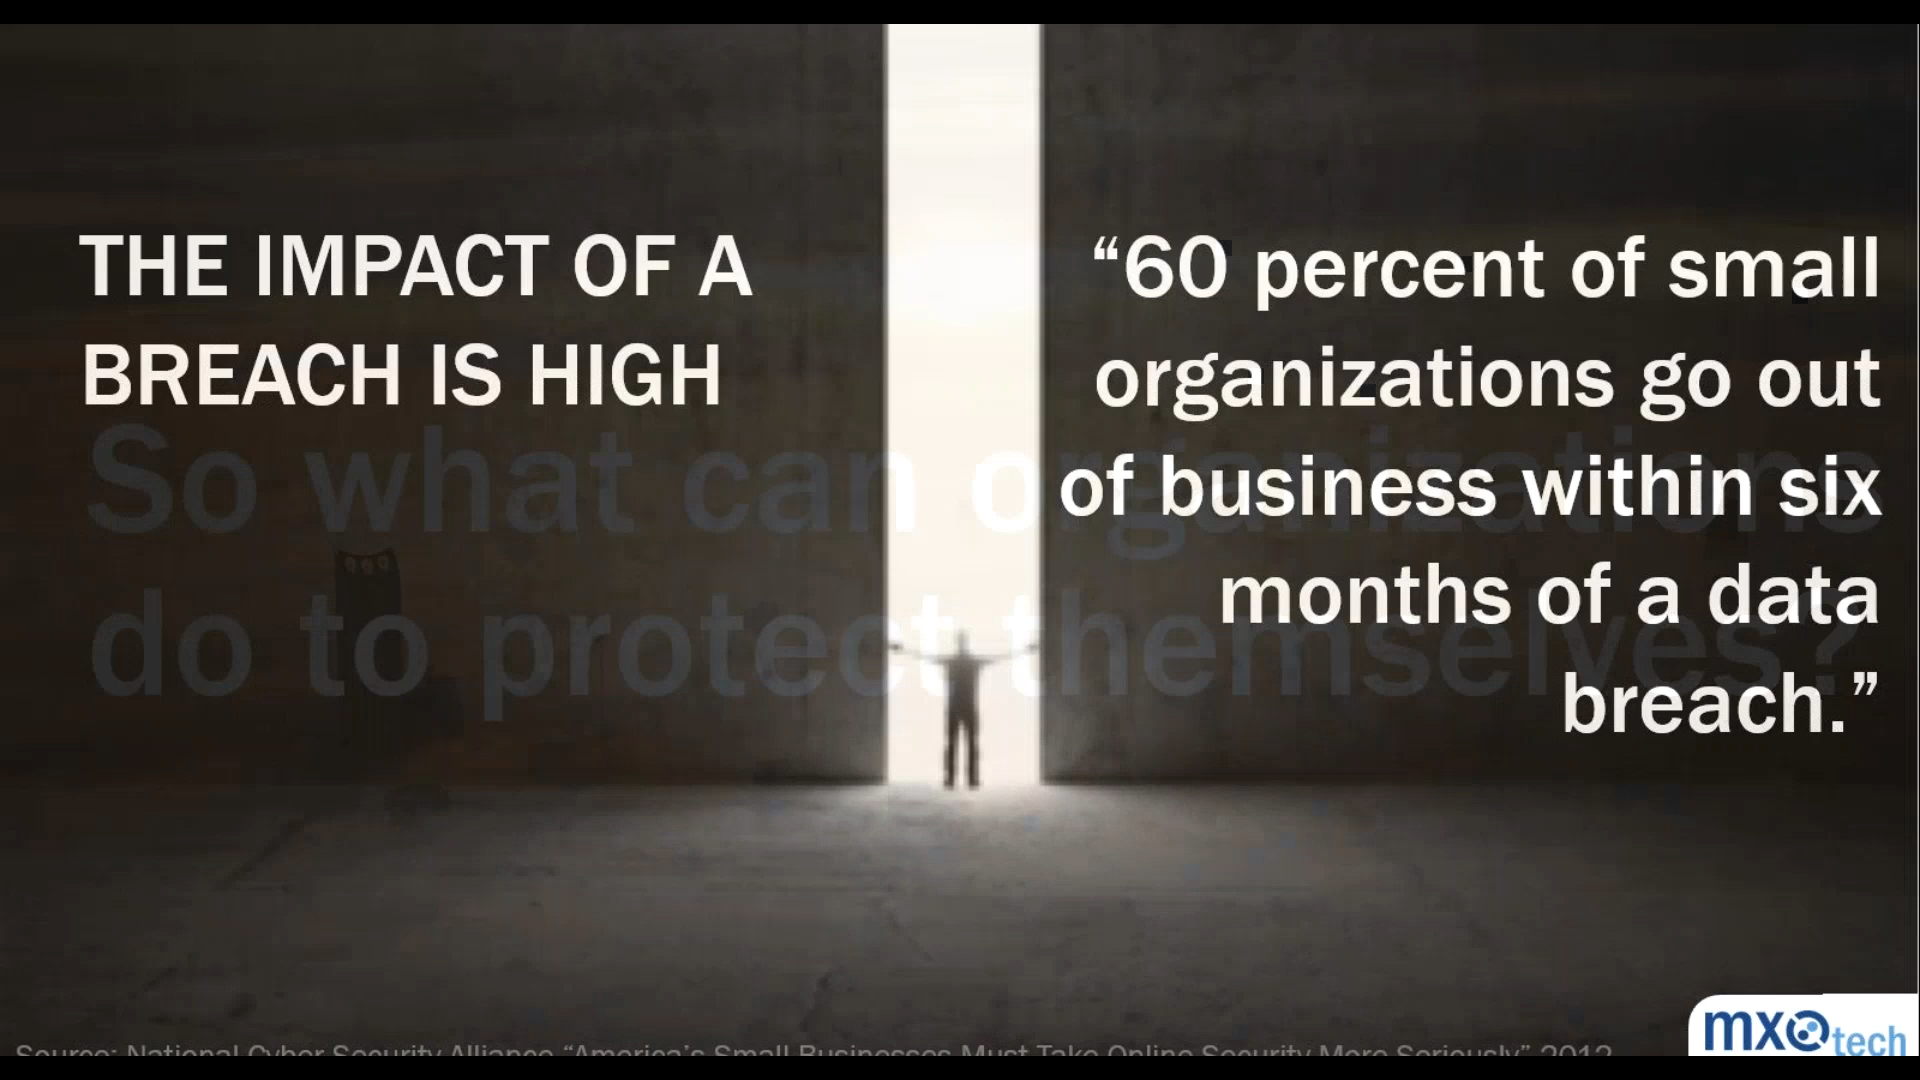 THE IMPACT OF A
BREACH IS HIGH
“60 percent of small
organizations go out
of business within six
months of a data
breach.”
So what can organizations
do to protect themselves?
Source: National Cyber Security Alliance “America’s Small Businesses Must Take Online Security More Seriously” 2012
mxotech